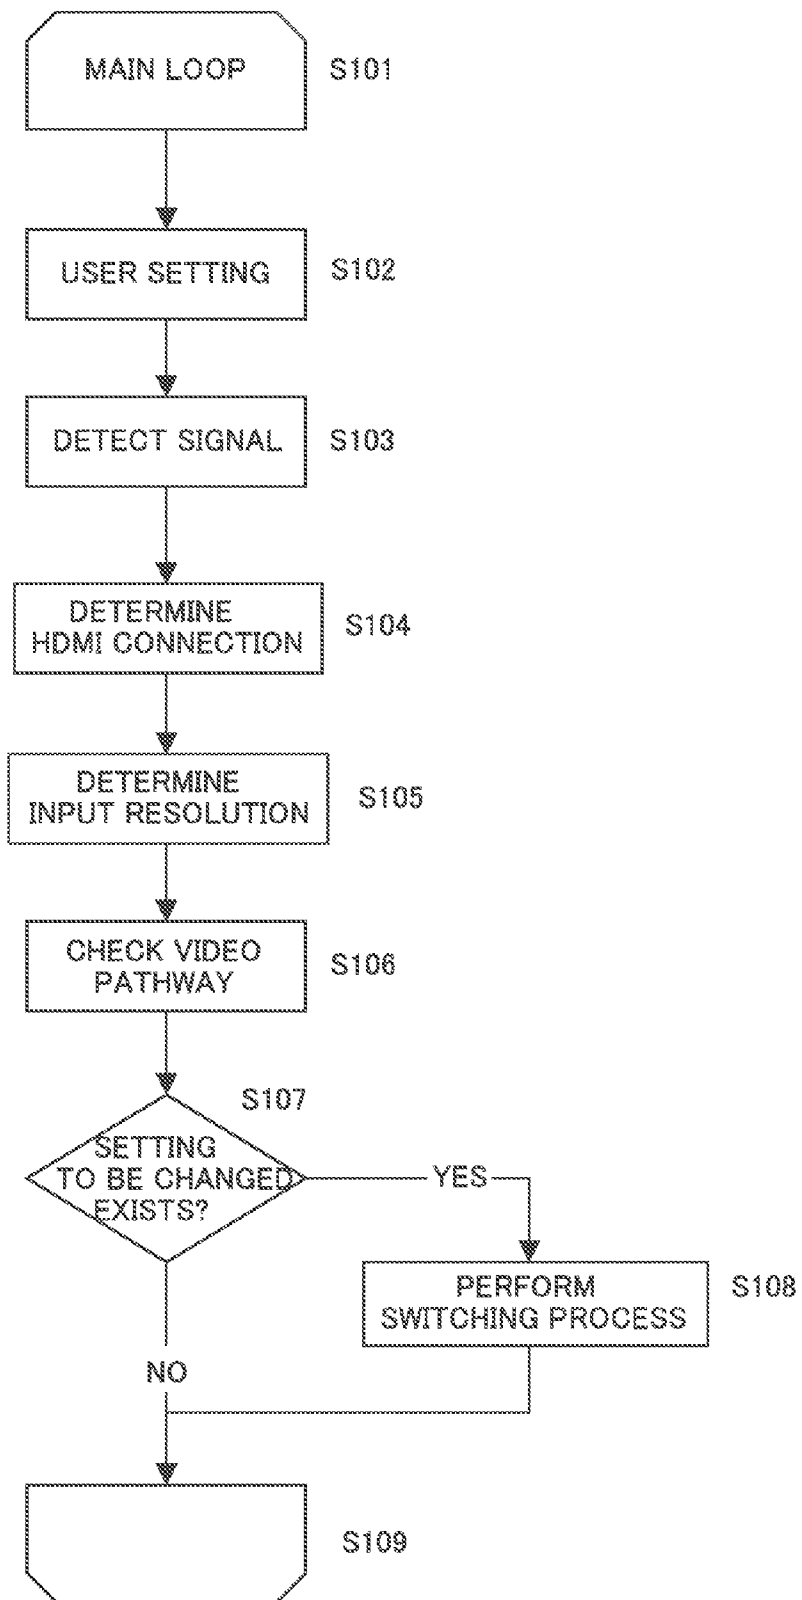 MAIN LOOP
S101
USER SETTING
S102
DETECT SIGNAL
S103
DETERMINE
HDMI CONNECTION
S104
DETERMINE
INPUT RESOLUTION
S105
CHECK VIDEO
PATHWAY
S106
S107
SETTING
TO BE CHANGED
EXISTS?
YES
PERFORM
SWITCHING PROCESS
S108
NO
S109